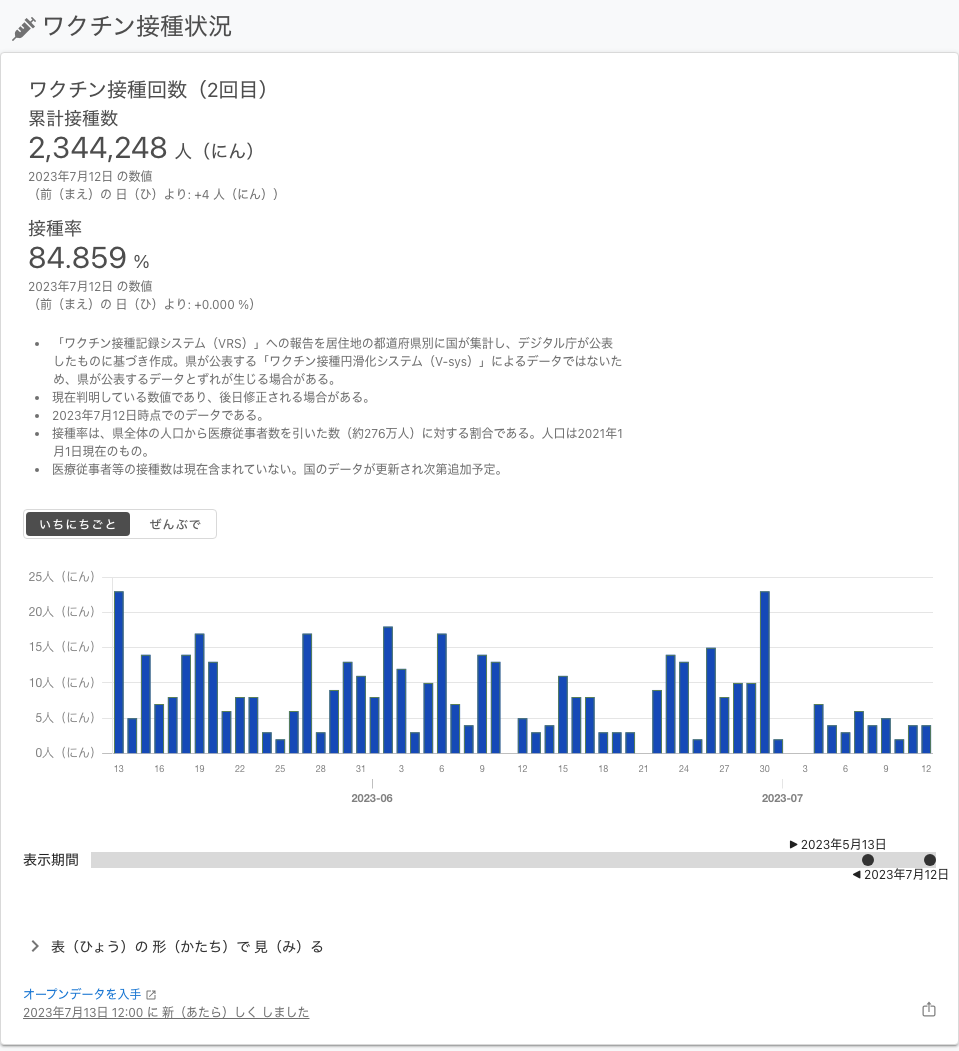 ワクチン接種状況
ワクチン接種回数（2回目）
累計接種数
2,344,248 人（にん）
2023年7月12日 の数値
（前（まえ）の 日（ひ）より: +4 人（にん））
接種率
84.859 %
2023年7月12日 の数値
（前（まえ）の 日（ひ）より: +0.000 %）
• 「ワクチン接種記録システム（VRS）」への報告を居住地の都道府県別に国が集計し、デジタル庁が公表
したものに基づき作成。県が公表する「ワクチン接種円滑化システム（V-sys）」によるデータではないた
め、県が公表するデータとずれが生じる場合がある。
• 現在判明している数値であり、後日修正される場合がある。
• 2023年7月12日時点でのデータである。
• 接種率は、県全体の人口から医療従事者数を引いた数（約276万人）に対する割合である。人口は2021年1
月1日現在のもの。
• 医療従事者等の接種数は現在含まれていない。国のデータが更新され次第追加予定。
いちにちごと ぜんぶで
25人（にん）
20人（にん）
15人（にん）
10人（にん）
5人（にん）
0人（にん）
13 16 19 22 25 28 31 3 6 9 12 15 18 21 24 27 30 3 6 9 12
2023-06 2023-07
▶ 2023年5月13日
表示期間
◀ 2023年7月12日
表（ひょう）の 形（かたち）で 見（み）る
オープンデータを入手
2023年7月13日 12:00 に 新（あたら）しく しました